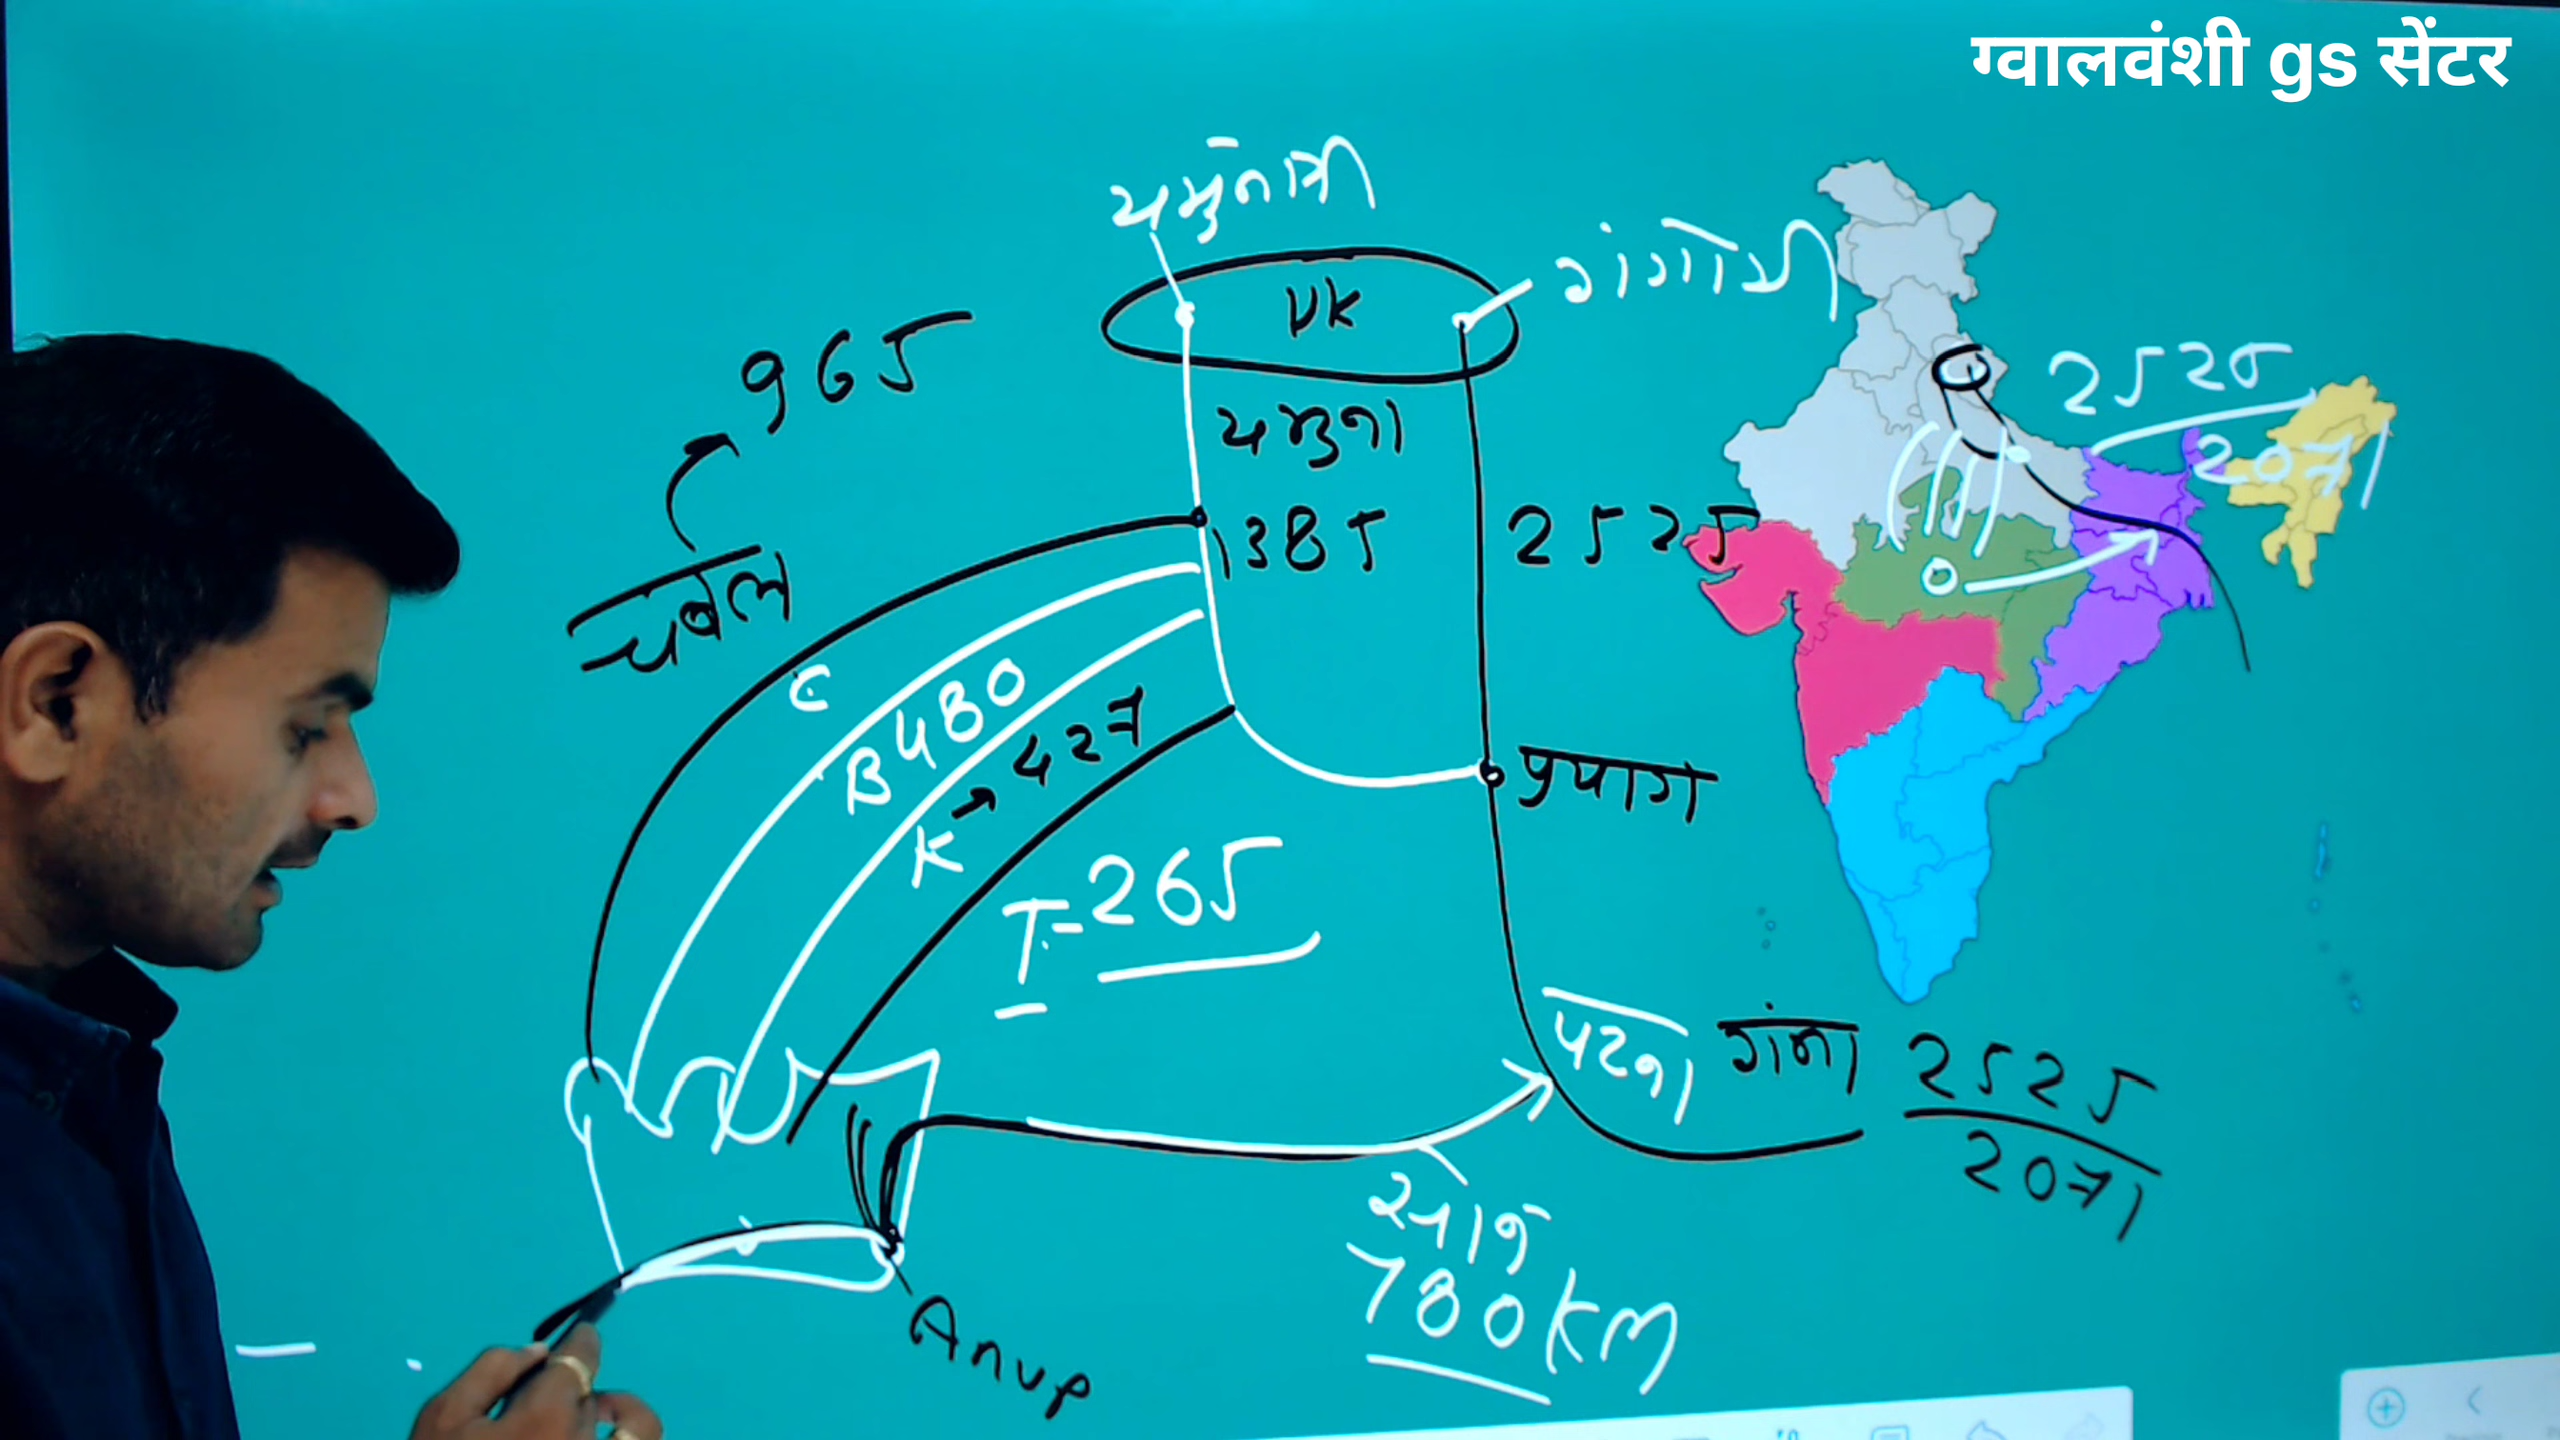 ग्वालवंशी gs सेंटर
यमुनोत्री
गंगोत्री
UK
2525
2071
965
यमुना
1385
2525
चंबल
C
B 480
K → 427
प्रयाग
T - 265
पटना
गंगा
2525
2071
सोन
780 KM
Anup